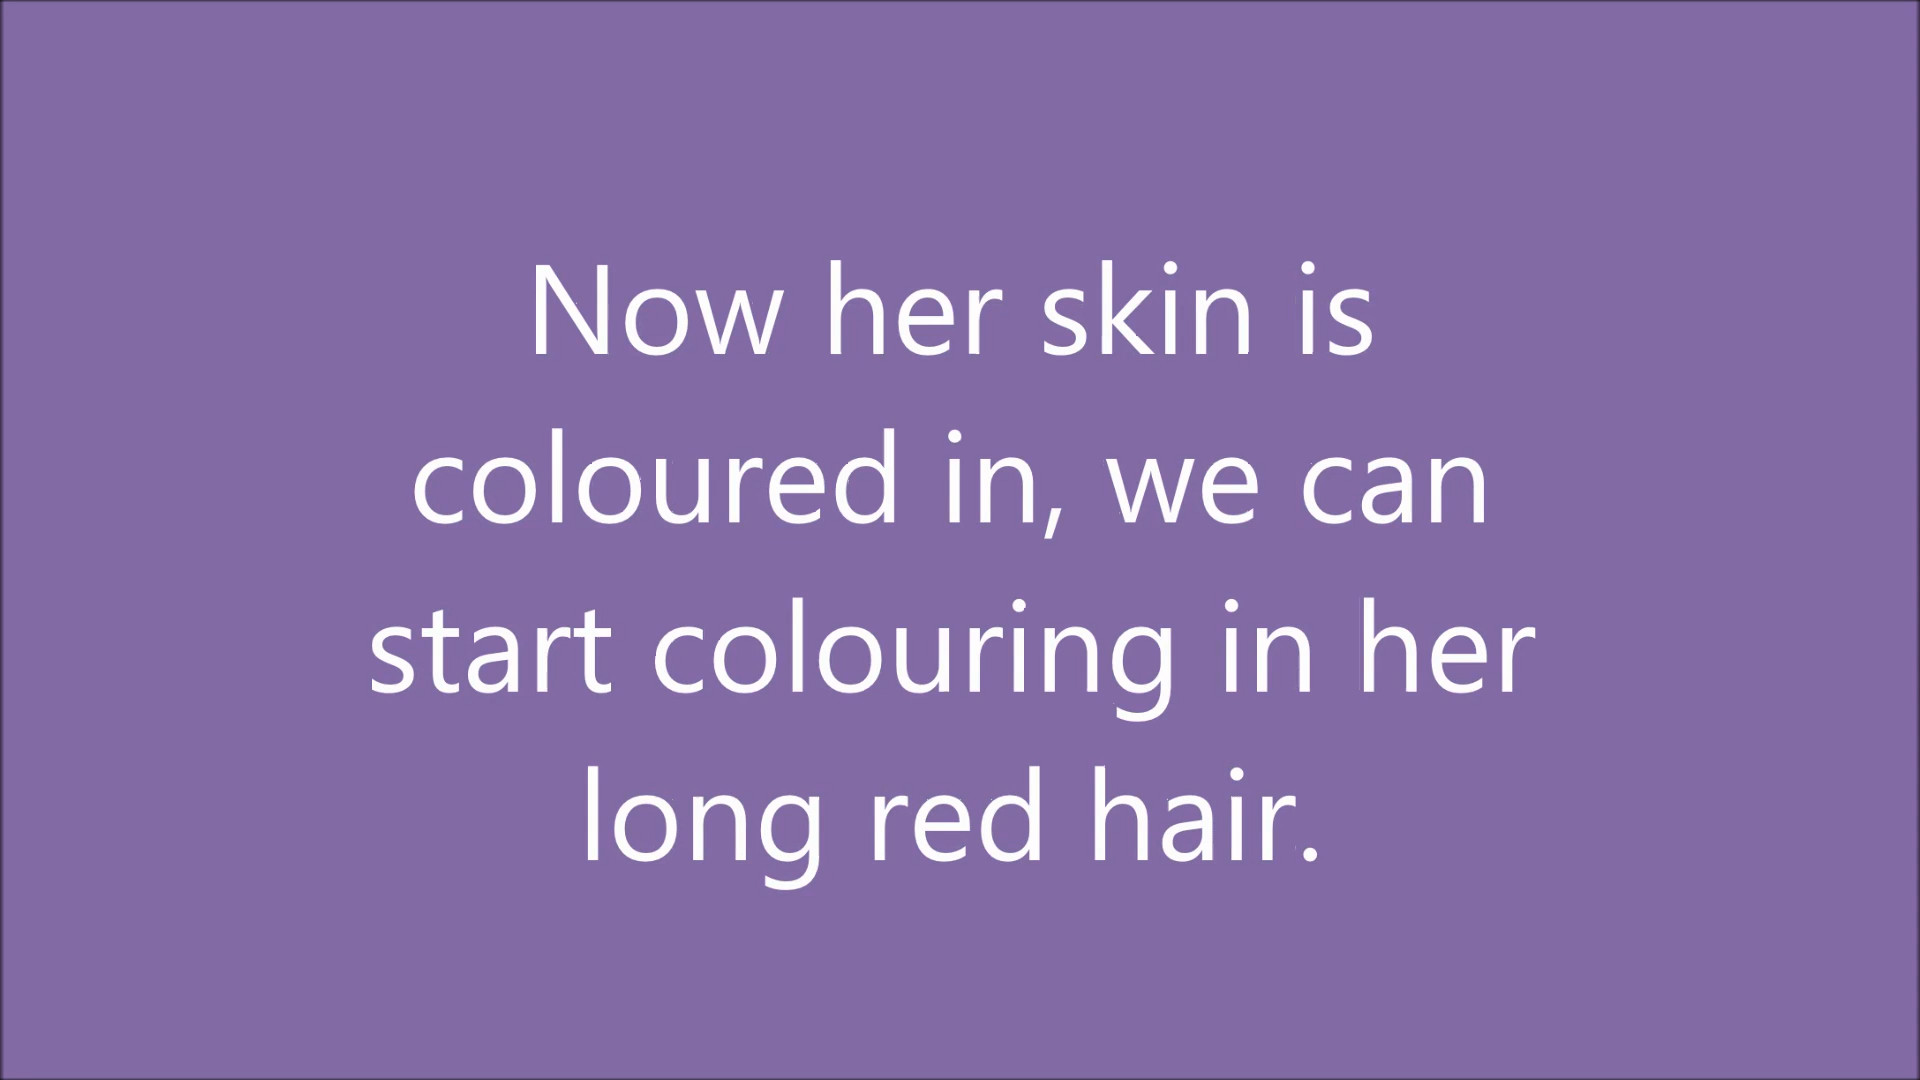 Now her skin is
coloured in, we can
start colouring in her
long red hair.